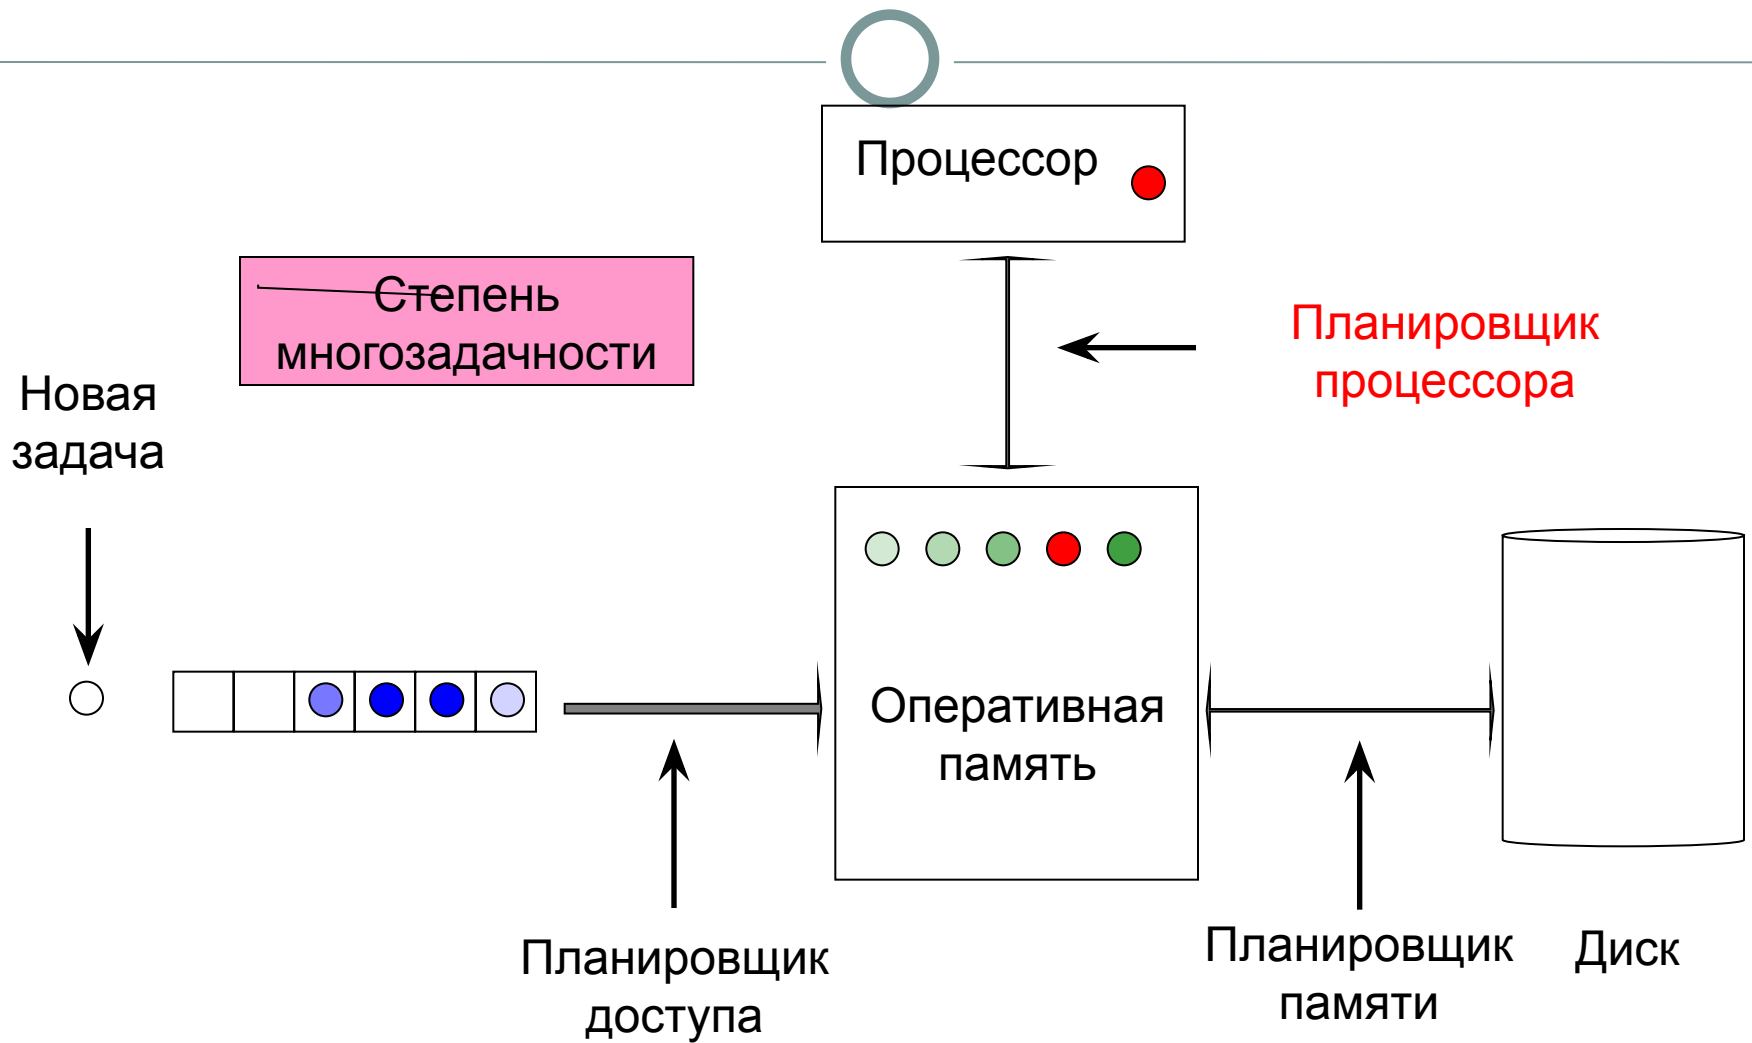 Процессор
Степень
многозадачности
Планировщик
процессора
Новая
задача
Оперативная
память
Планировщик
доступа
Планировщик
памяти
Диск